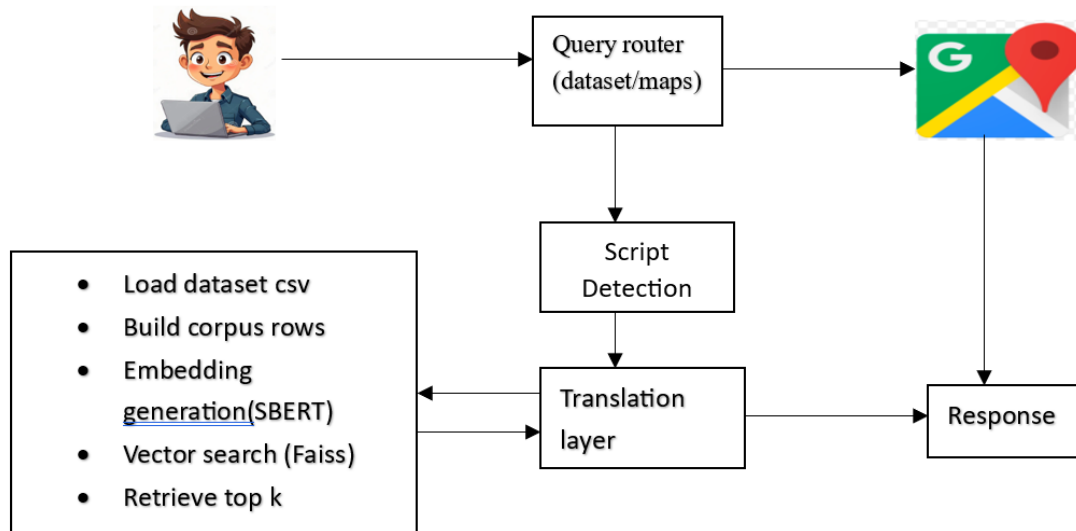 Query router
(dataset/maps)
G
Script
Detection
• Load dataset csv
• Build corpus rows
• Embedding
generation(SBERT)
• Vector search (Faiss)
• Retrieve top k
Translation
layer
Response